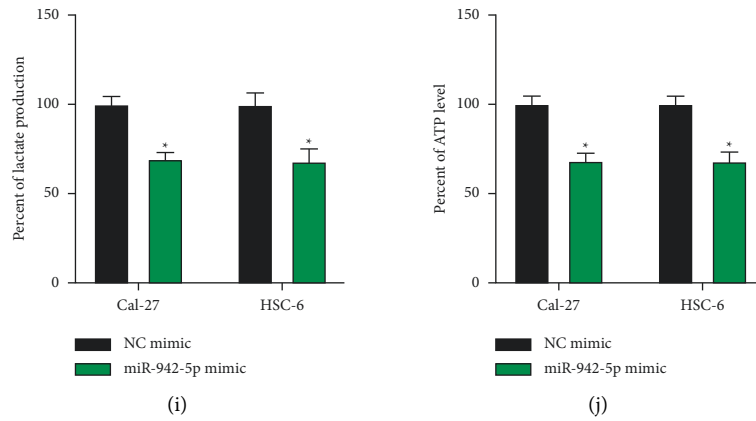 150
100
50
0
Percent of lactate production
*
*
Cal-27
HSC-6
NC mimic
miR-942-5p mimic
(i)
150
100
50
0
Percent of ATP level
*
*
Cal-27
HSC-6
NC mimic
miR-942-5p mimic
(j)